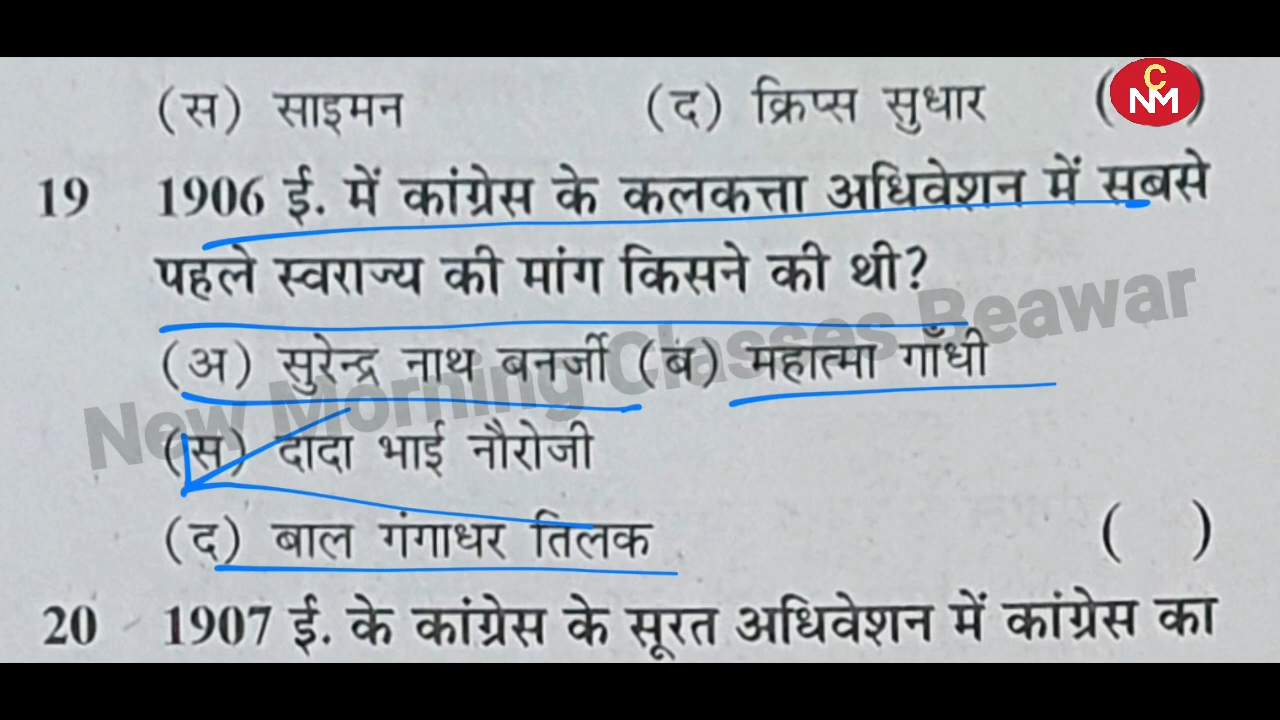 (स) साइमन (द) क्रिप्स सुधार ( )
CNM
19 1906 ई. में कांग्रेस के कलकत्ता अधिवेशन में सबसे
पहले स्वराज्य की मांग किसने की थी?
(अ) सुरेन्द्र नाथ बनर्जी (ब) महात्मा गाँधी
New Morning Classes Beawar
(स) दादा भाई नौरोजी
(द) बाल गंगाधर तिलक ( )
20 1907 ई. के कांग्रेस के सूरत अधिवेशन में कांग्रेस का